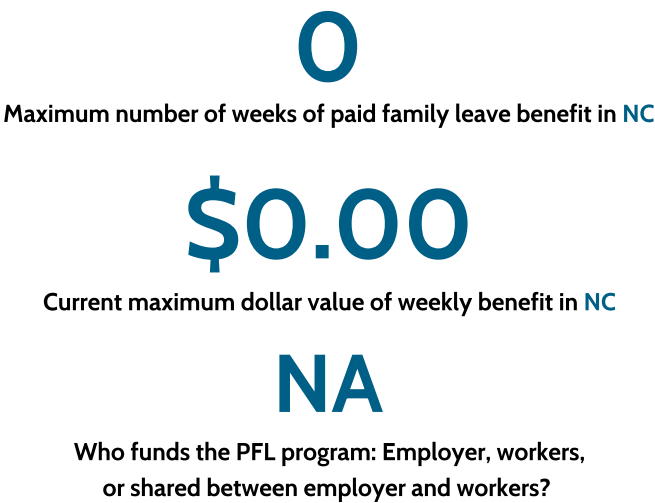 0
Maximum number of weeks of paid family leave benefit in NC
$0.00
Current maximum dollar value of weekly benefit in NC
NA
Who funds the PFL program: Employer, workers,
or shared between employer and workers?